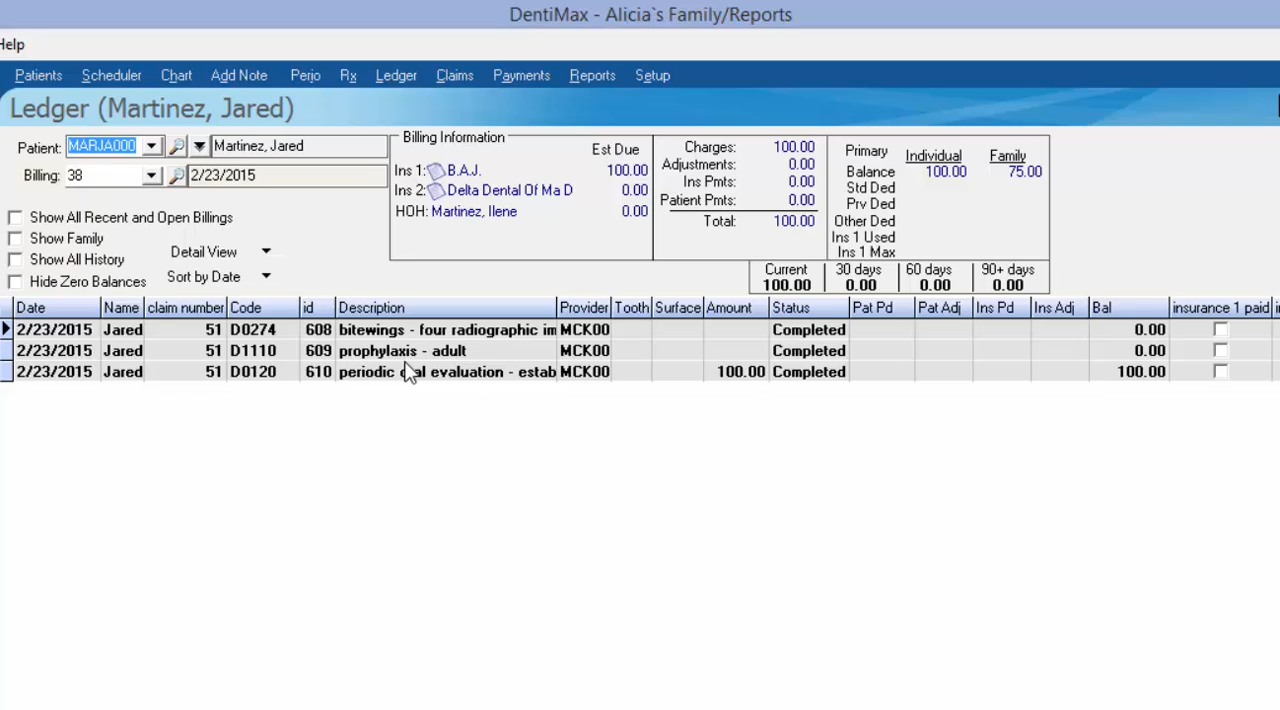 DentiMax - Alicia`s Family/Reports
Help
Patients Scheduler Chart Add Note Perio Rx Ledger Claims Payments Reports Setup
Ledger (Martinez, Jared)
Patient: MARJA000 Martinez, Jared
Billing: 38 2/23/2015
Show All Recent and Open Billings
Show Family
Show All History
Hide Zero Balances
Detail View
Sort by Date
Billing Information
Est Due
Ins 1: B.A.J. 100.00
Ins 2: Delta Dental Of Ma D 0.00
HOH: Martinez, Ilene 0.00
Charges: 100.00
Adjustments: 0.00
Ins Pmts: 0.00
Patient Pmts: 0.00
Total: 100.00
Primary Individual Family
Balance 100.00 75.00
Std Ded
Prv Ded
Other Ded
Ins 1 Used
Ins 1 Max
Current 30 days 60 days 90+ days
100.00 0.00 0.00 0.00
Date Name claim number Code id Description Provider Tooth Surface Amount Status Pat Pd Pat Adj Ins Pd Ins Adj Bal insurance 1 paid
2/23/2015 Jared 51 D0274 608 bitewings - four radiographic im MCK00 Completed 0.00
2/23/2015 Jared 51 D1110 609 prophylaxis - adult MCK00 Completed 0.00
2/23/2015 Jared 51 D0120 610 periodic oral evaluation - estab MCK00 100.00 Completed 100.00